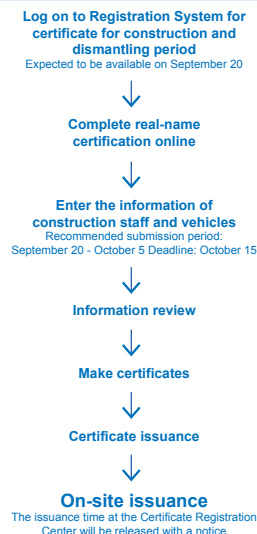 Log on to Registration System for
certificate for construction and
dismantling period
Expected to be available on September 20
Complete real-name
certification online
Enter the information of
construction staff and vehicles
Recommended submission period:
September 20 - October 5 Deadline: October 15
Information review
Make certificates
Certificate issuance
On-site issuance
The issuance time at the Certificate Registration
Center will be released with a notice